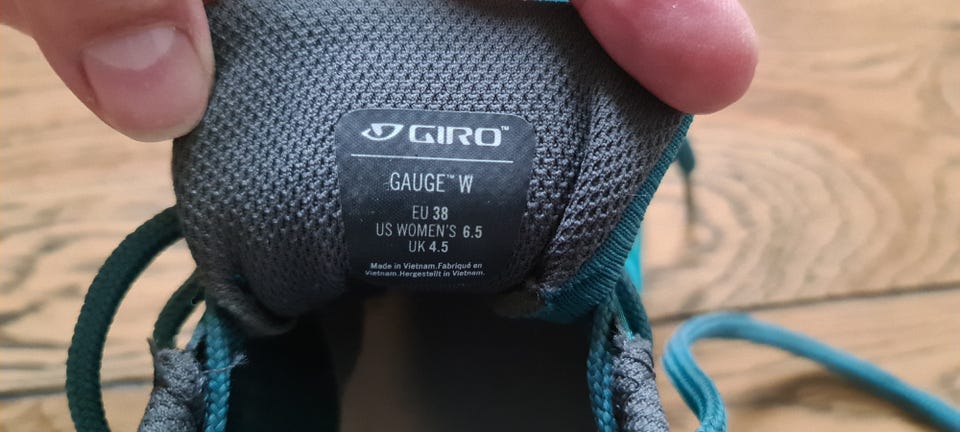 GIRO™
GAUGE™ W
EU 38
US WOMEN'S 6.5
UK 4.5
Made in Vietnam.Fabriqué en
Vietnam.Hergestellt in Vietnam.